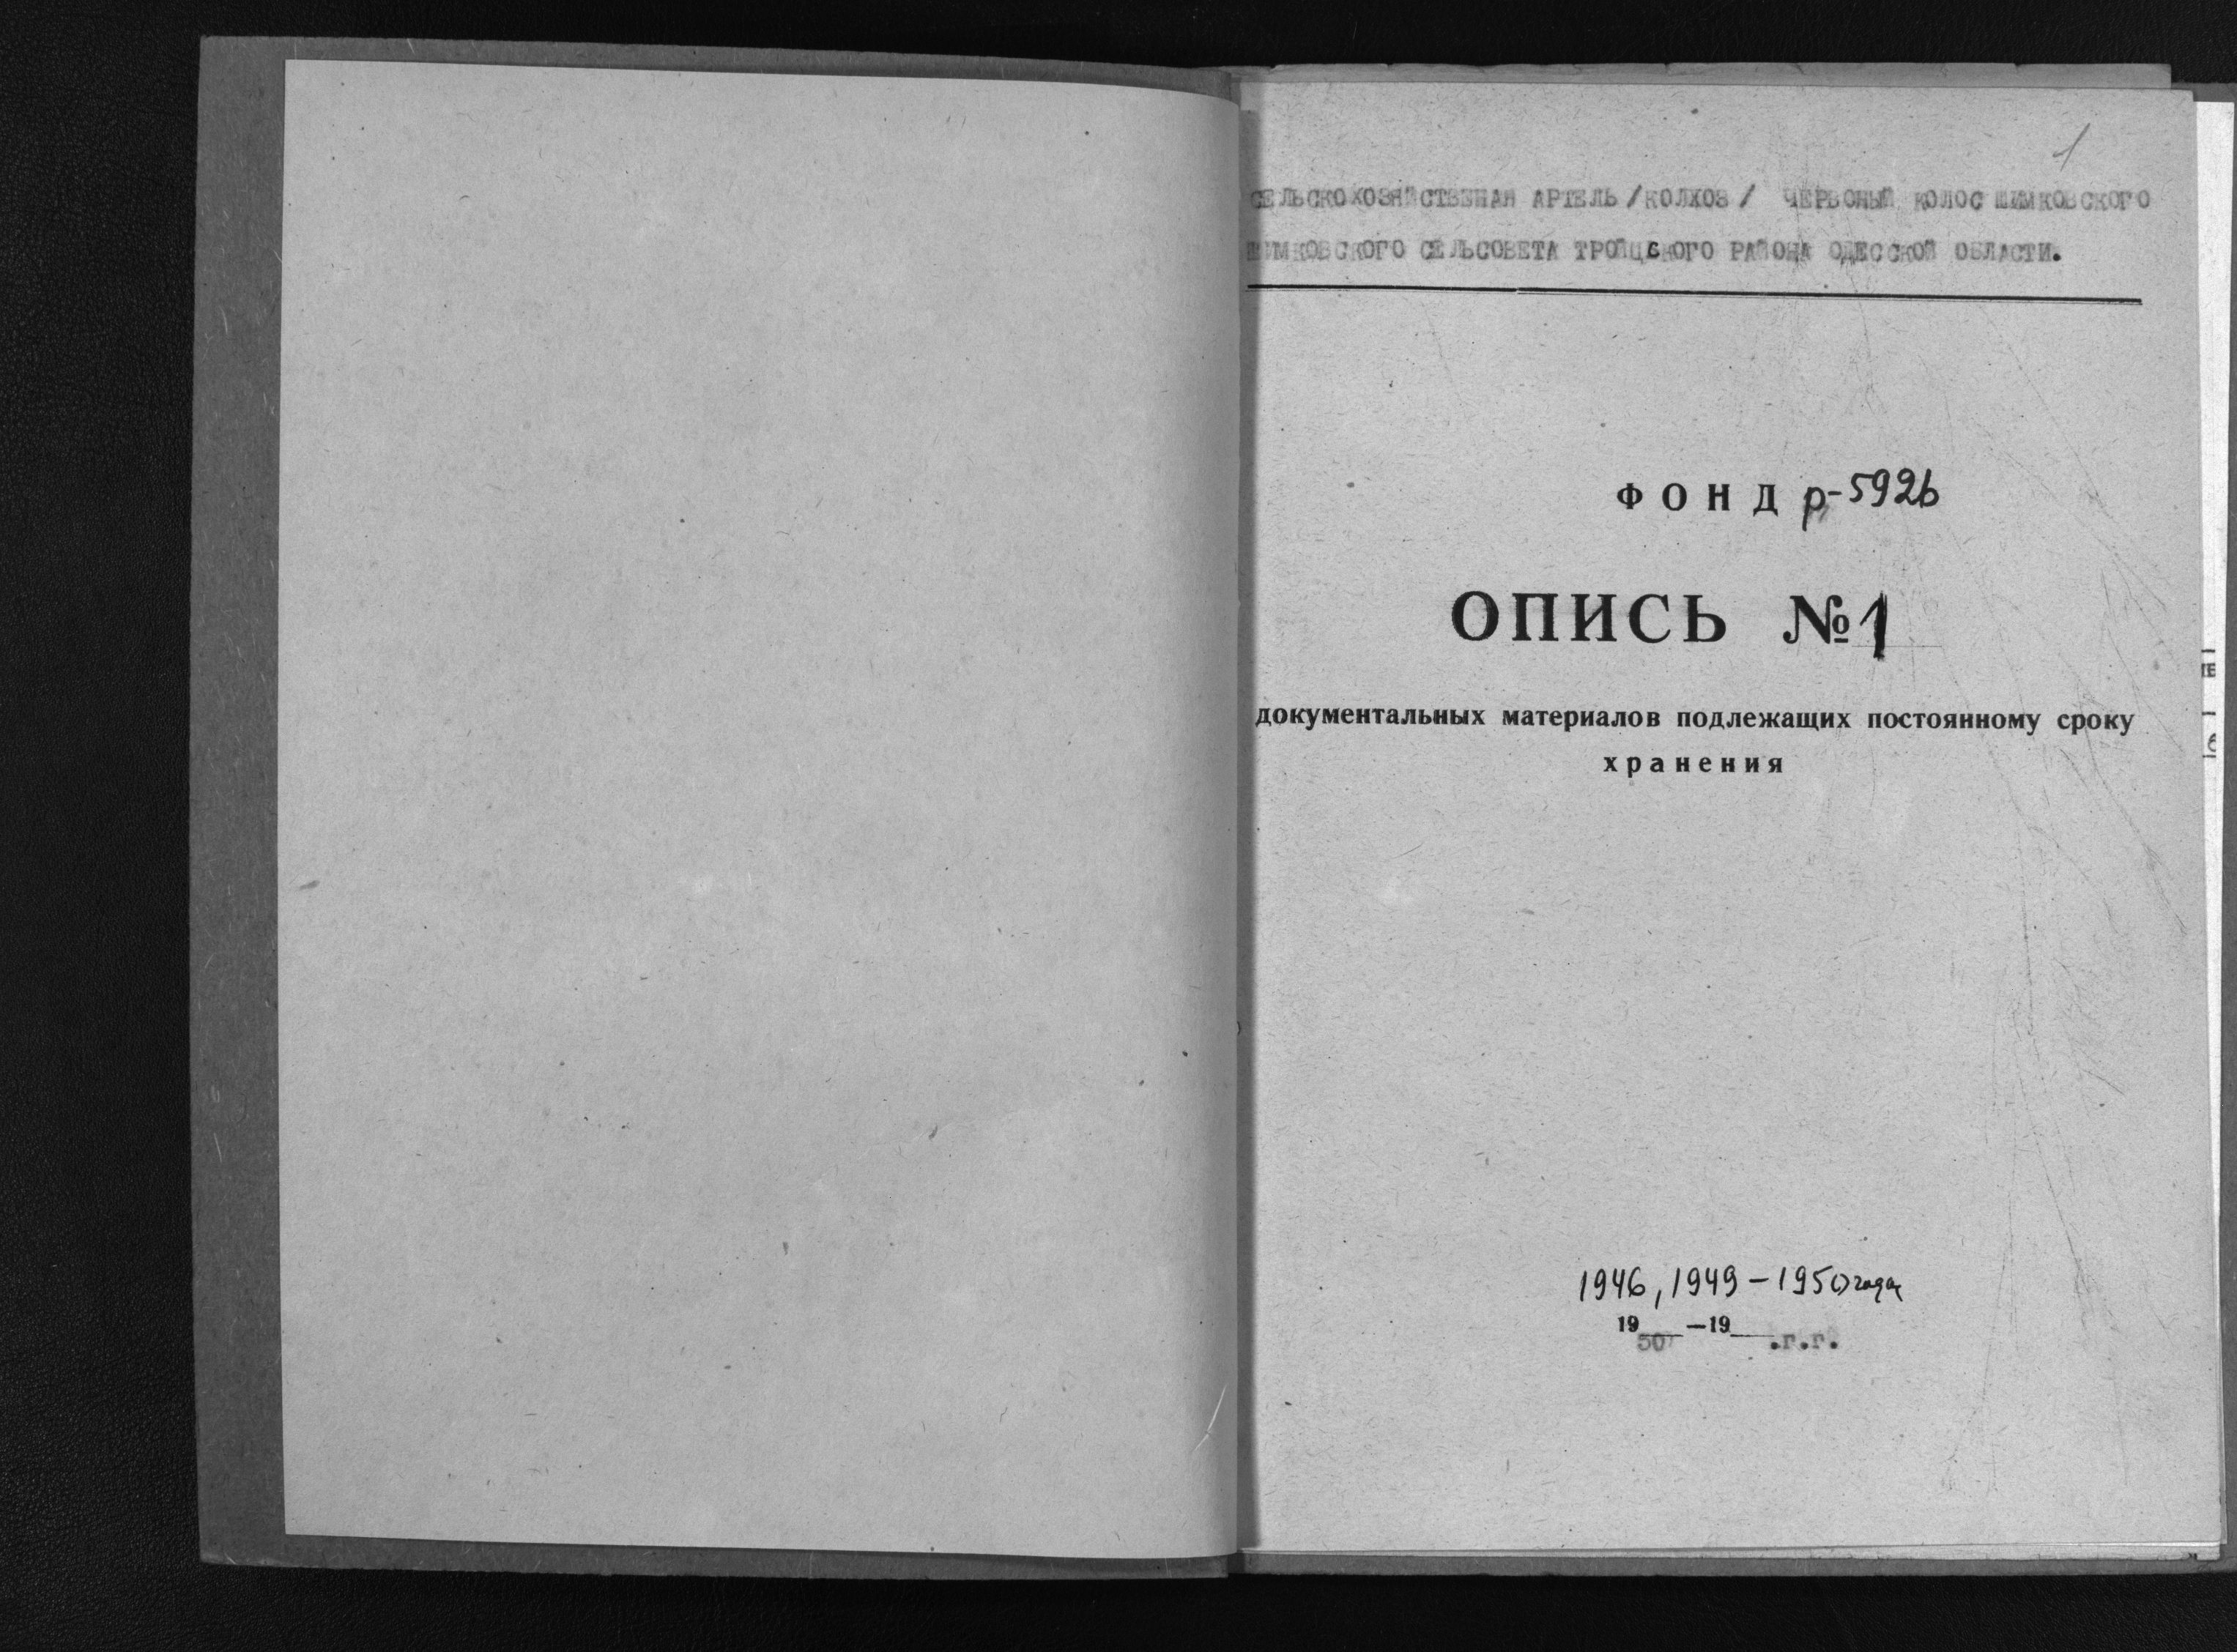 1
СЕЛЬСКОХОЗЯЙСТВЕННАЯ АРТЕЛЬ /КОЛХОЗ/ ЧЕРВОНЫЙ КОЛОС ШИМКОВСКОГО
ШИМКОВСКОГО СЕЛЬСОВЕТА ТРОИЦКОГО РАЙОНА ОДЕССКОЙ ОБЛАСТИ.
ФОНД р-5926
ОПИСЬ №1
документальных материалов подлежащих постоянному сроку
хранения
1946, 1949 – 1950 года
19 50 —19 .г.г.